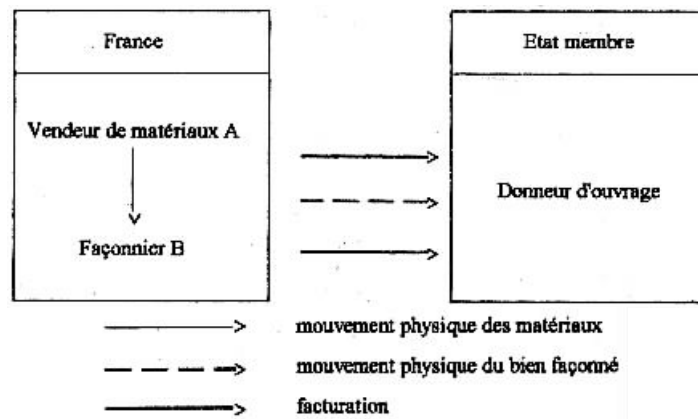 France
Etat membre
Vendeur de matériaux A
Donneur d'ouvrage
Façonnier B
mouvement physique des matériaux
mouvement physique du bien façonné
facturation